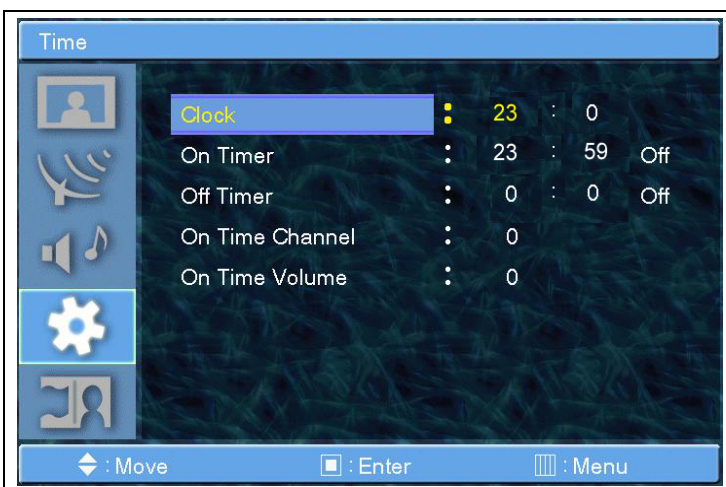 Time
Clock : 23 : 0
On Timer : 23 : 59 Off
Off Timer : 0 : 0 Off
On Time Channel : 0
On Time Volume : 0
: Move : Enter : Menu